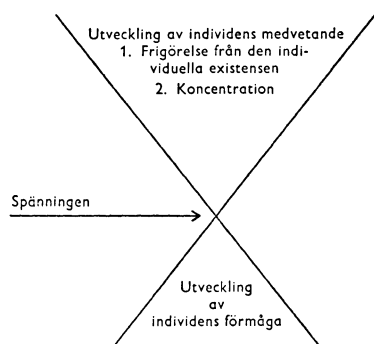 Utveckling av individens medvetande
1. Frigörelse från den indi-
viduella existensen
2. Koncentration
Spänningen
Utveckling
av
individens förmåga